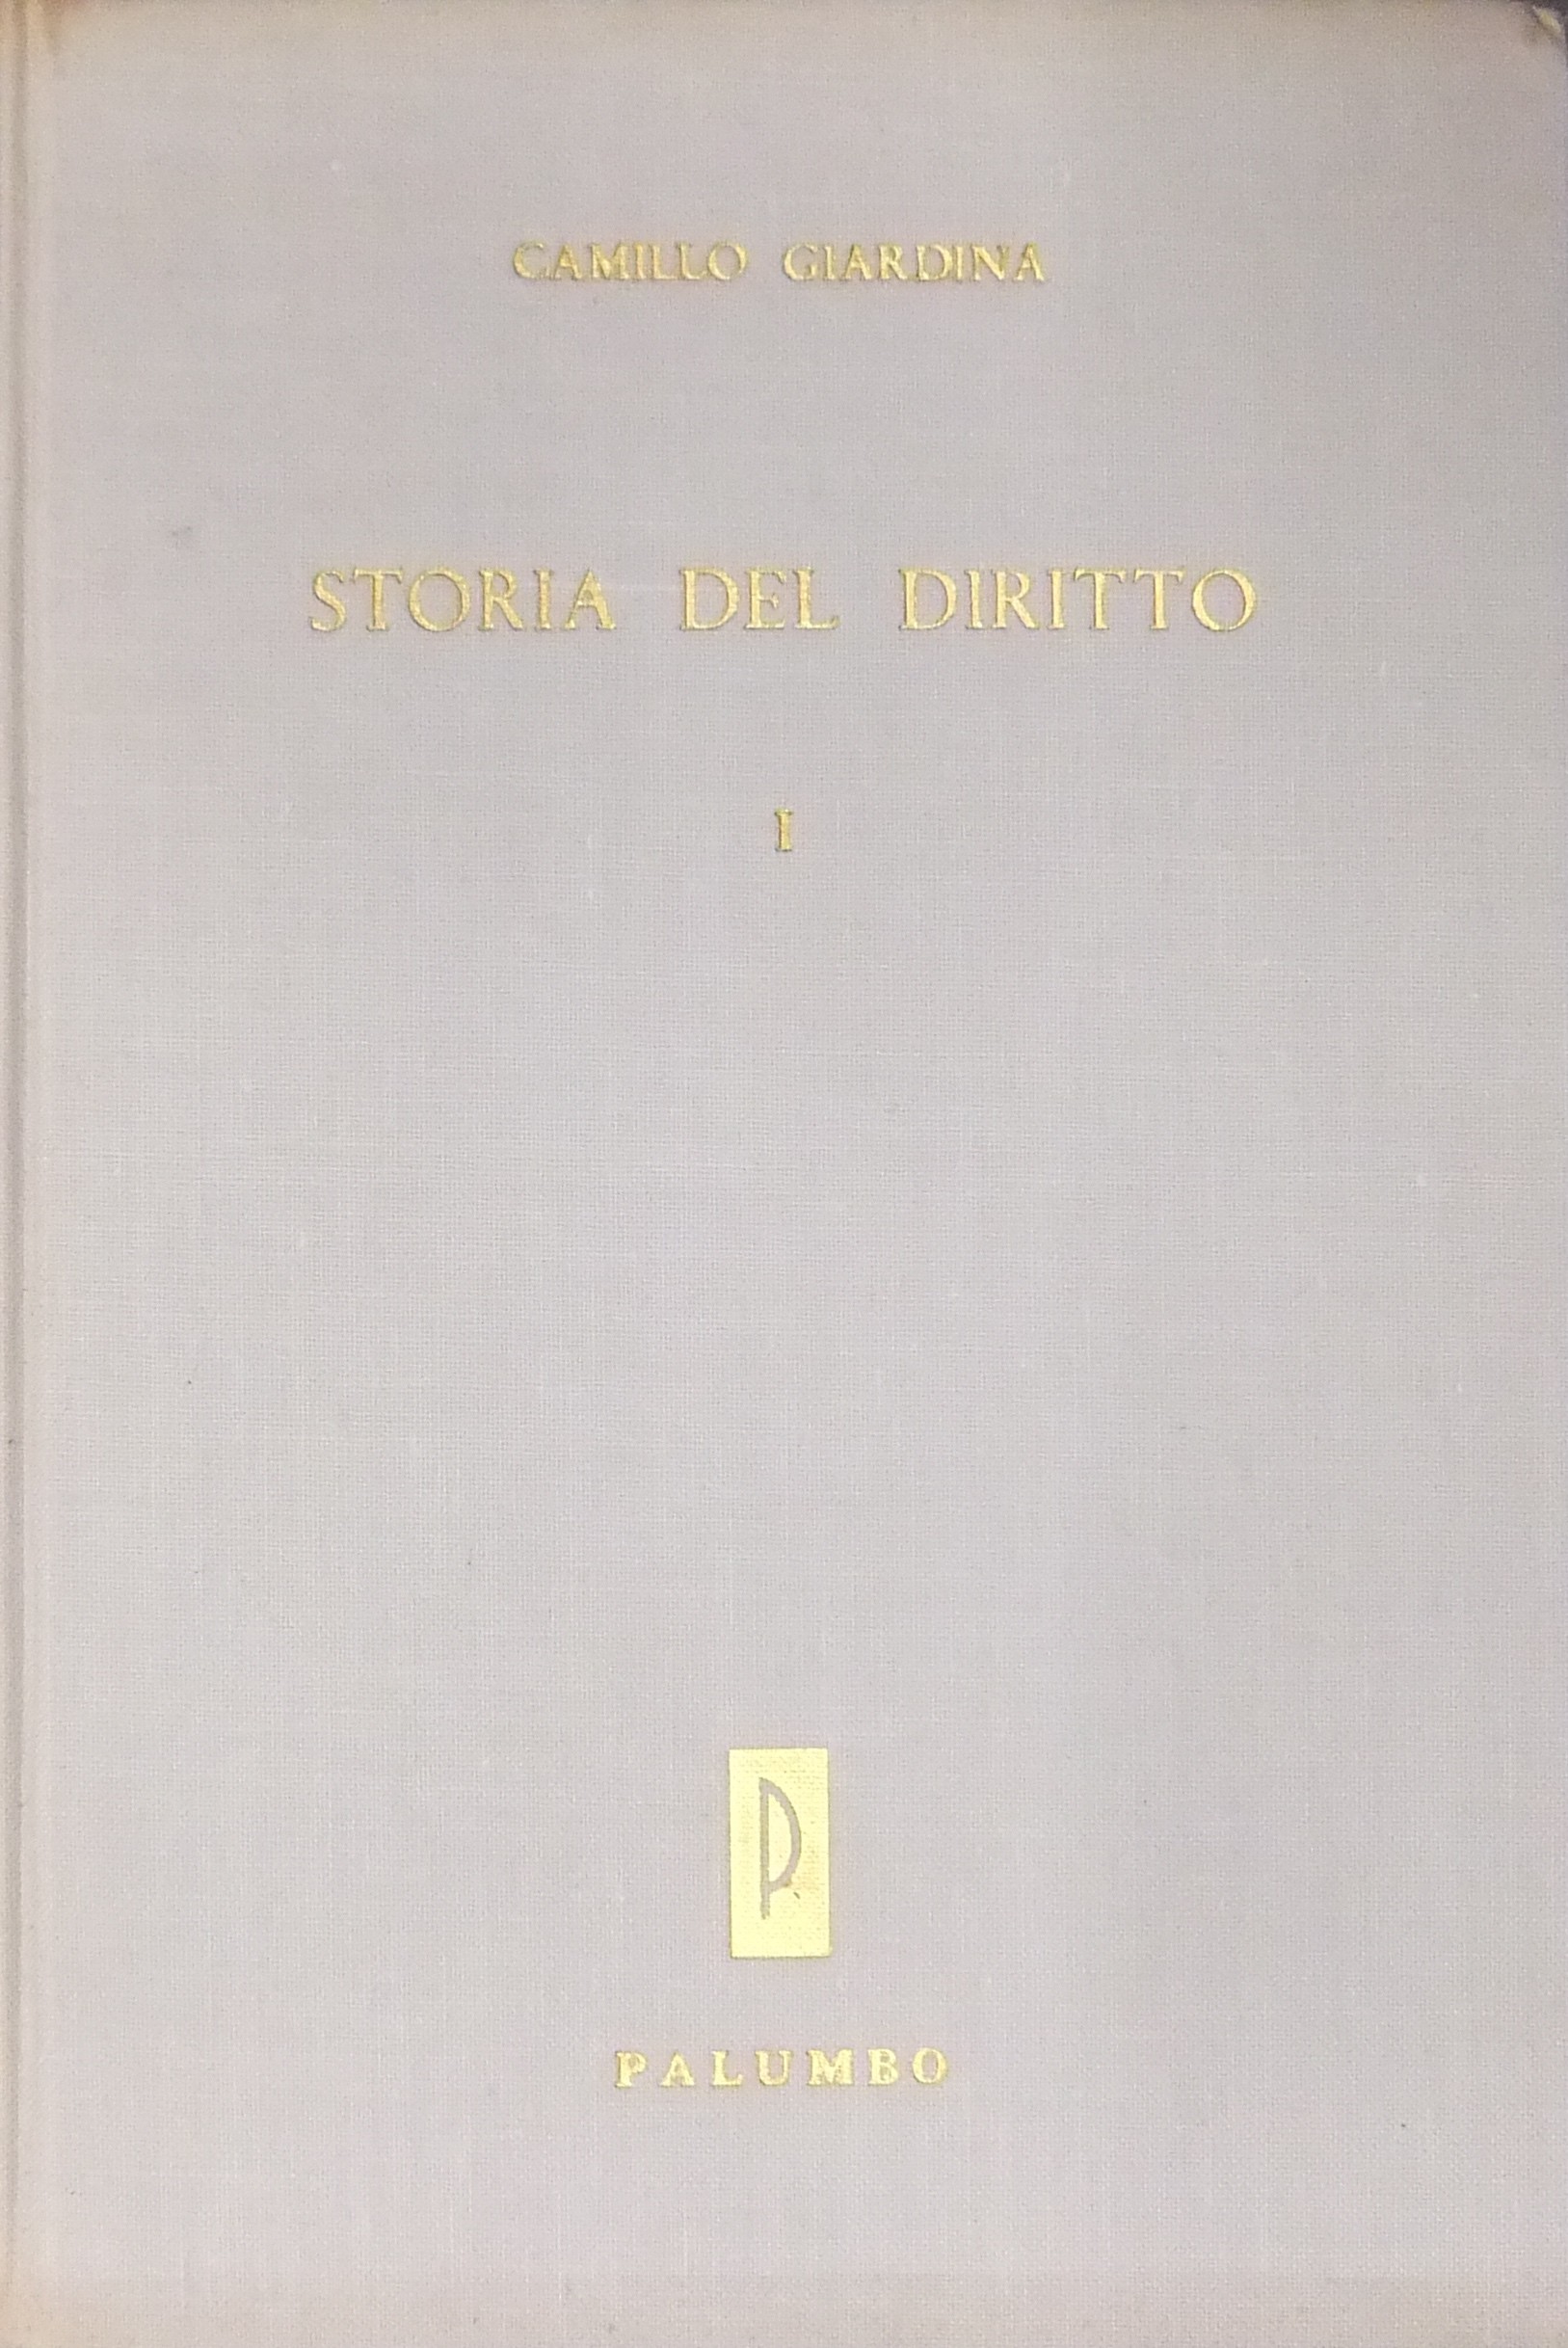 CAMILLO GIARDINA
STORIA DEL DIRITTO
I
P
PALUMBO